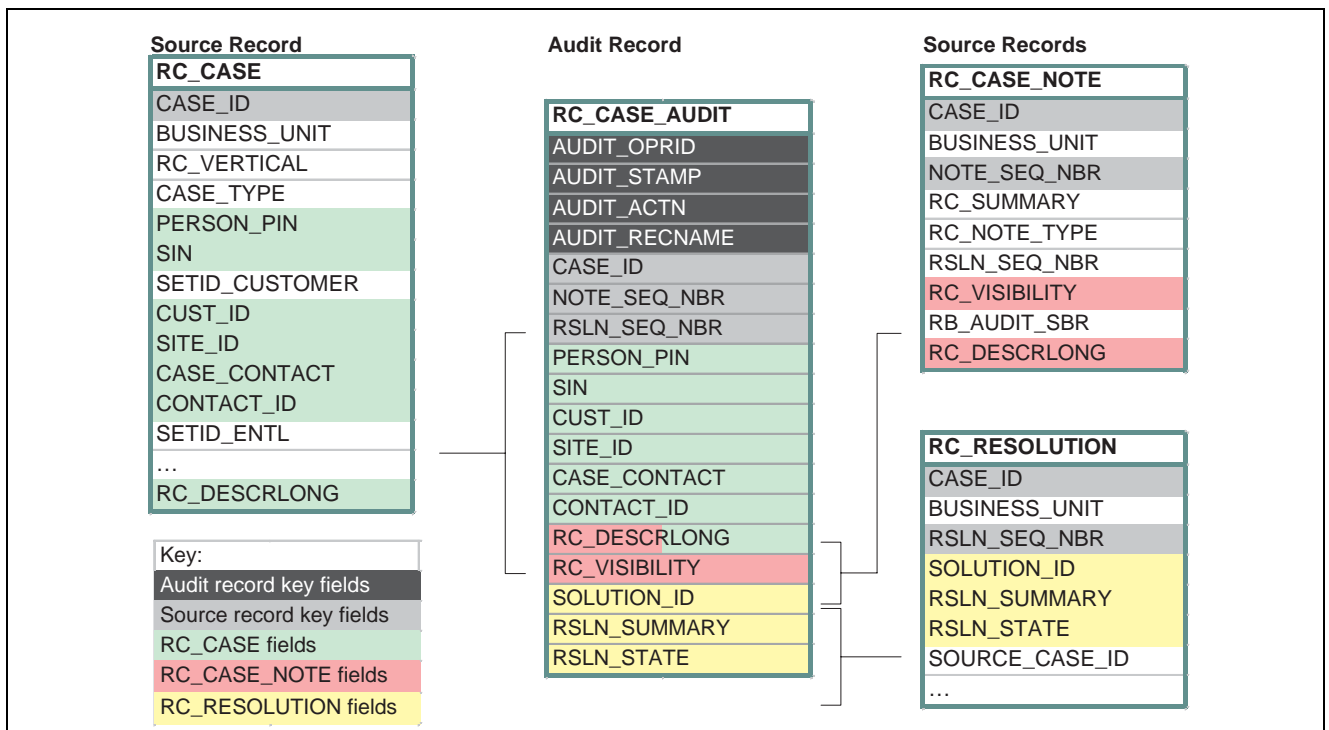 Source Record
RC_CASE
CASE_ID
BUSINESS_UNIT
RC_VERTICAL
CASE_TYPE
PERSON_PIN
SIN
SETID_CUSTOMER
CUST_ID
SITE_ID
CASE_CONTACT
CONTACT_ID
SETID_ENTL
…
RC_DESCRLONG
Key:
Audit record key fields
Source record key fields
RC_CASE fields
RC_CASE_NOTE fields
RC_RESOLUTION fields
Audit Record
RC_CASE_AUDIT
AUDIT_OPRID
AUDIT_STAMP
AUDIT_ACTN
AUDIT_RECNAME
CASE_ID
NOTE_SEQ_NBR
RSLN_SEQ_NBR
PERSON_PIN
SIN
CUST_ID
SITE_ID
CASE_CONTACT
CONTACT_ID
RC_DESCRLONG
RC_VISIBILITY
SOLUTION_ID
RSLN_SUMMARY
RSLN_STATE
Source Records
RC_CASE_NOTE
CASE_ID
BUSINESS_UNIT
NOTE_SEQ_NBR
RC_SUMMARY
RC_NOTE_TYPE
RSLN_SEQ_NBR
RC_VISIBILITY
RB_AUDIT_SBR
RC_DESCRLONG
RC_RESOLUTION
CASE_ID
BUSINESS_UNIT
RSLN_SEQ_NBR
SOLUTION_ID
RSLN_SUMMARY
RSLN_STATE
SOURCE_CASE_ID
…